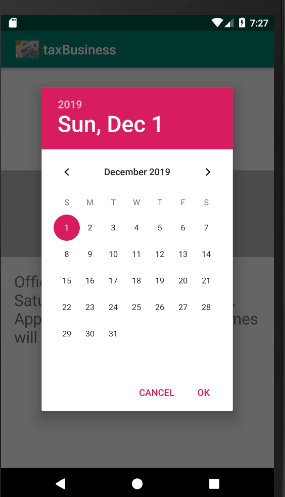 7:27
taxBusiness
2019
Sun, Dec 1
December 2019
S M T W T F S
1 2 3 4 5 6 7
8 9 10 11 12 13 14
15 16 17 18 19 20 21
22 23 24 25 26 27 28
29 30 31
Offi
Satu
App mes
will
CANCEL OK